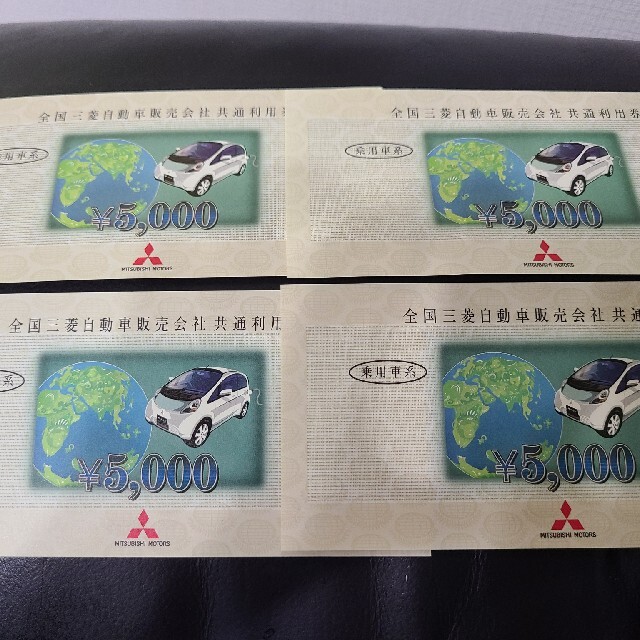 全国三菱自動車販売会社 共通利用券
用車系
¥5,000
MITSUBISHI MOTORS
全国三菱自動車販売会社 共通利用券
乗用車系
¥5,000
MITSUBISHI MOTORS
全国三菱自動車販売会社 共通利用
系
¥5,000
MITSUBISHI MOTORS
全国三菱自動車販売会社 共通
乗用車系
¥5,000
MITSUBISHI MOTORS